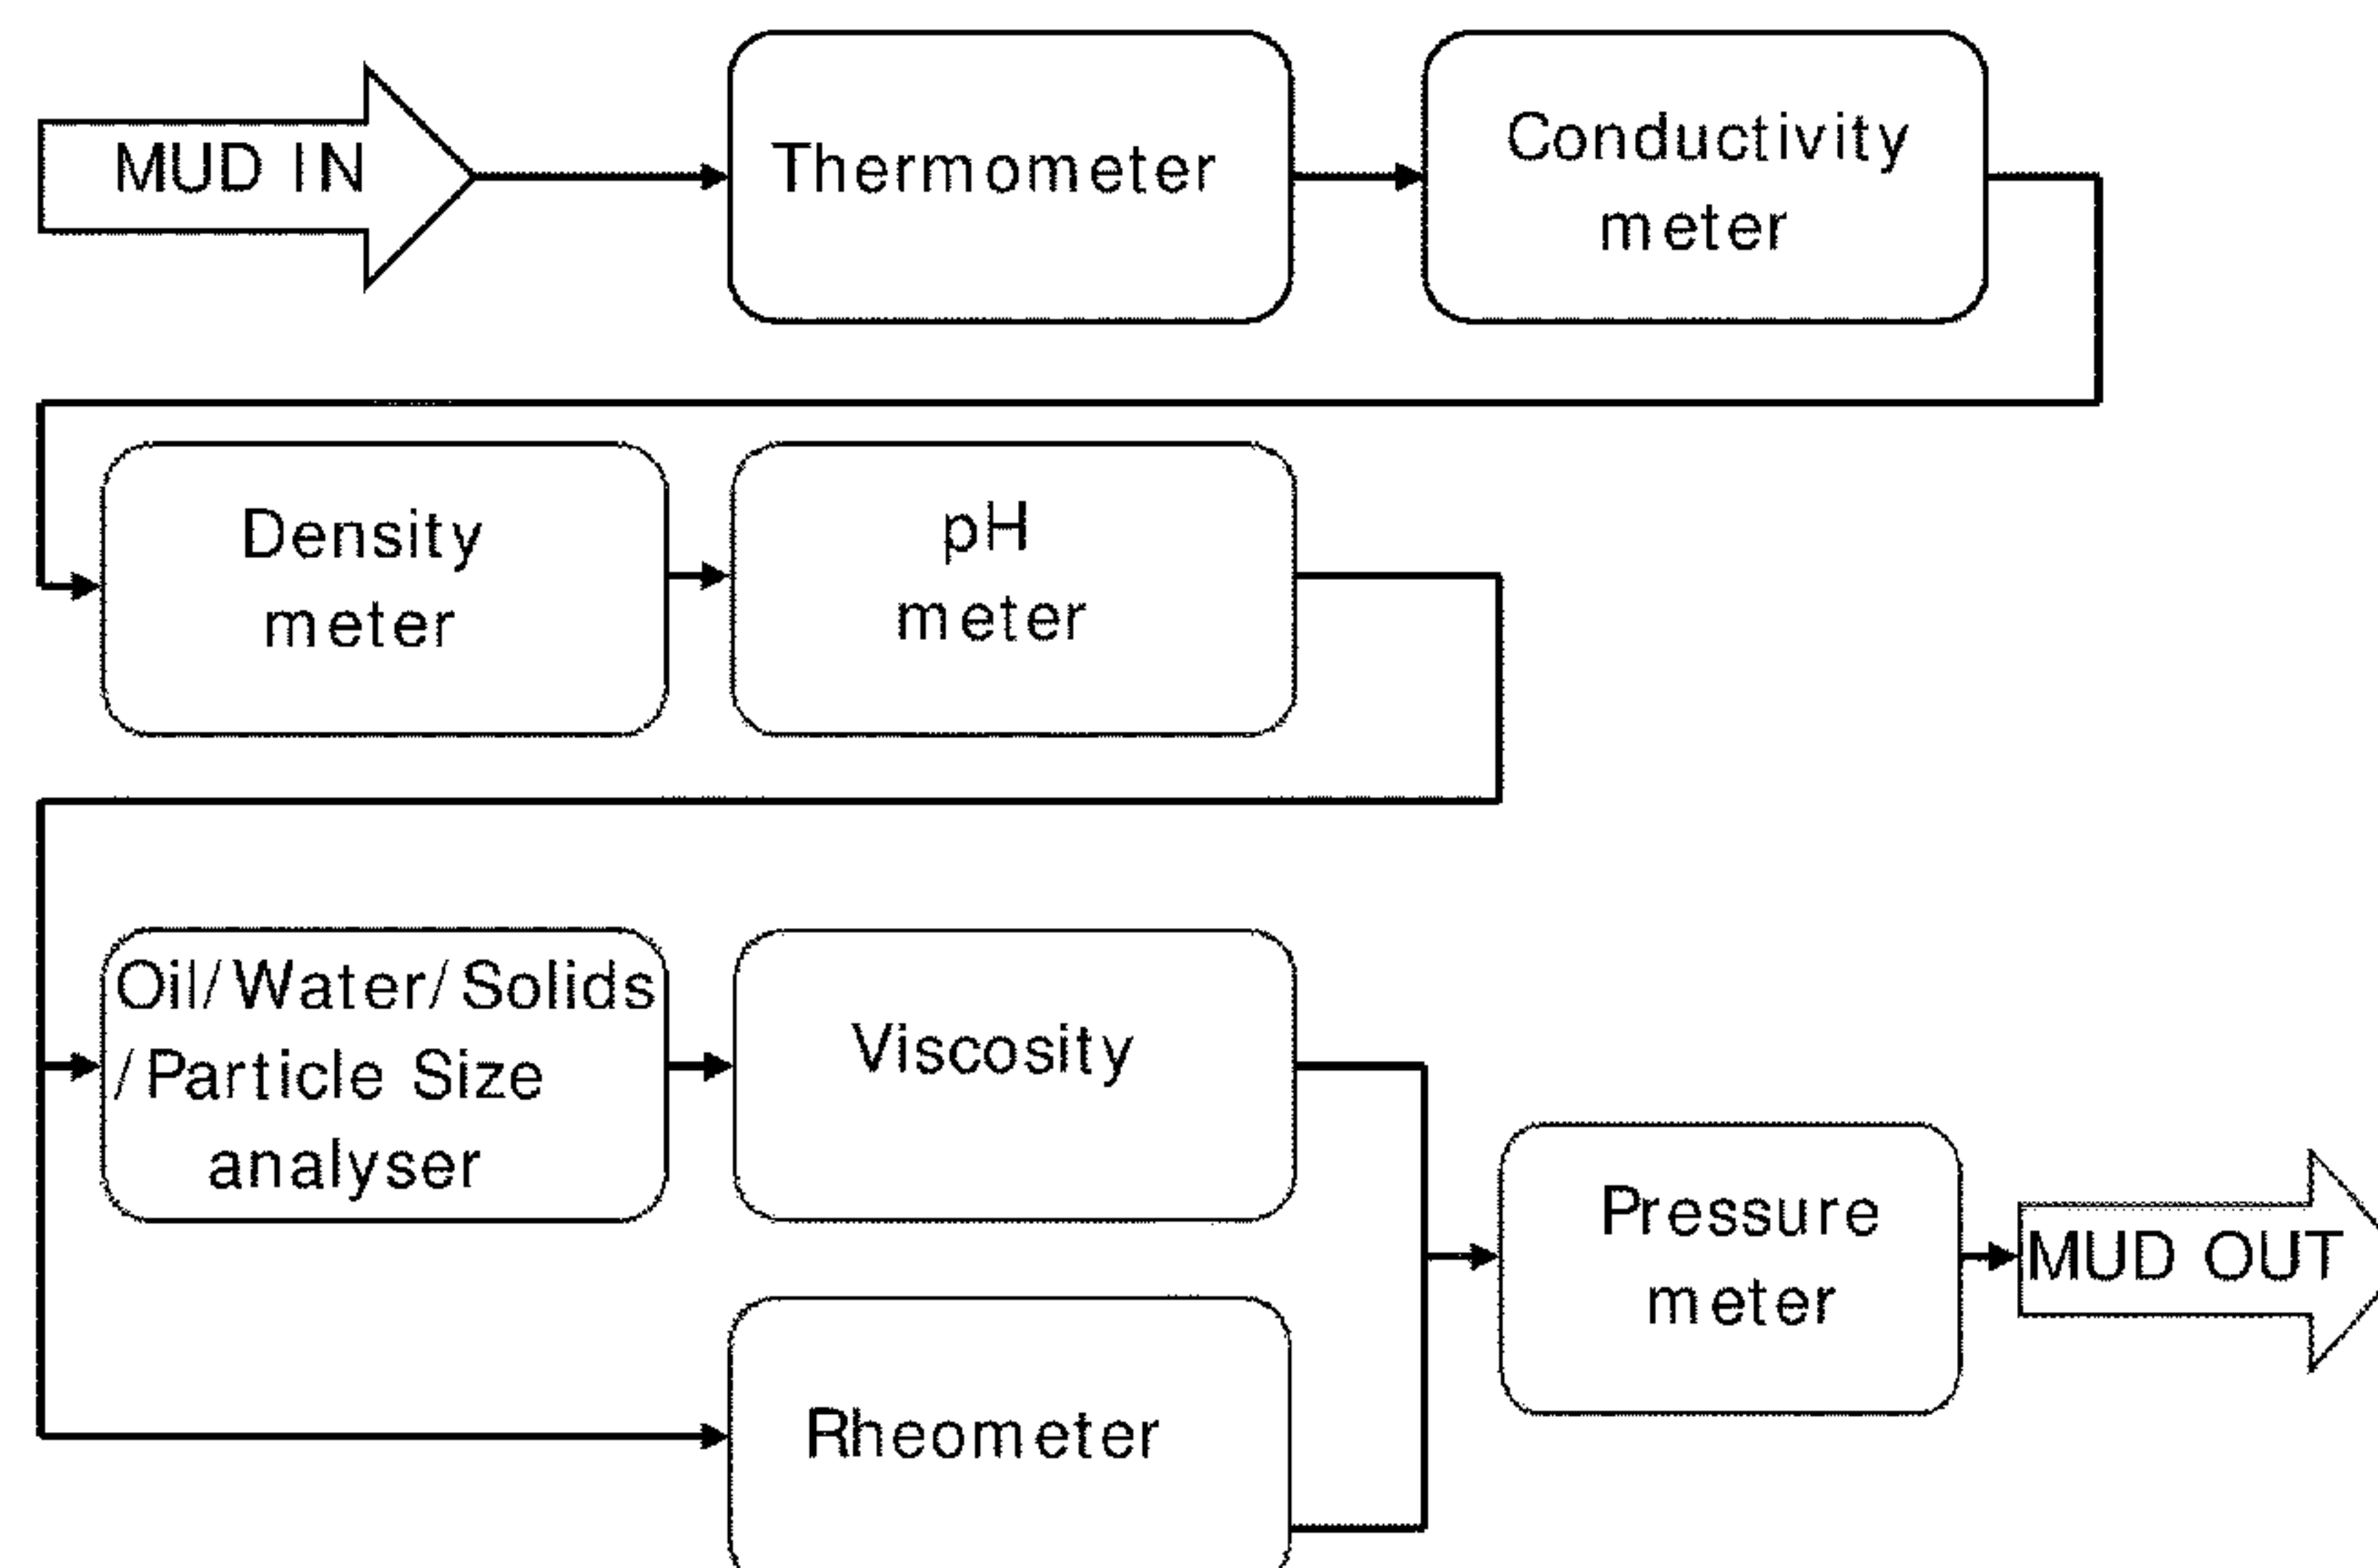 MUD IN
Thermometer
Conductivity
meter
Density
meter
pH
meter
Oil/Water/Solids
/Particle Size
analyser
Viscosity
Rheometer
Pressure
meter
MUD OUT